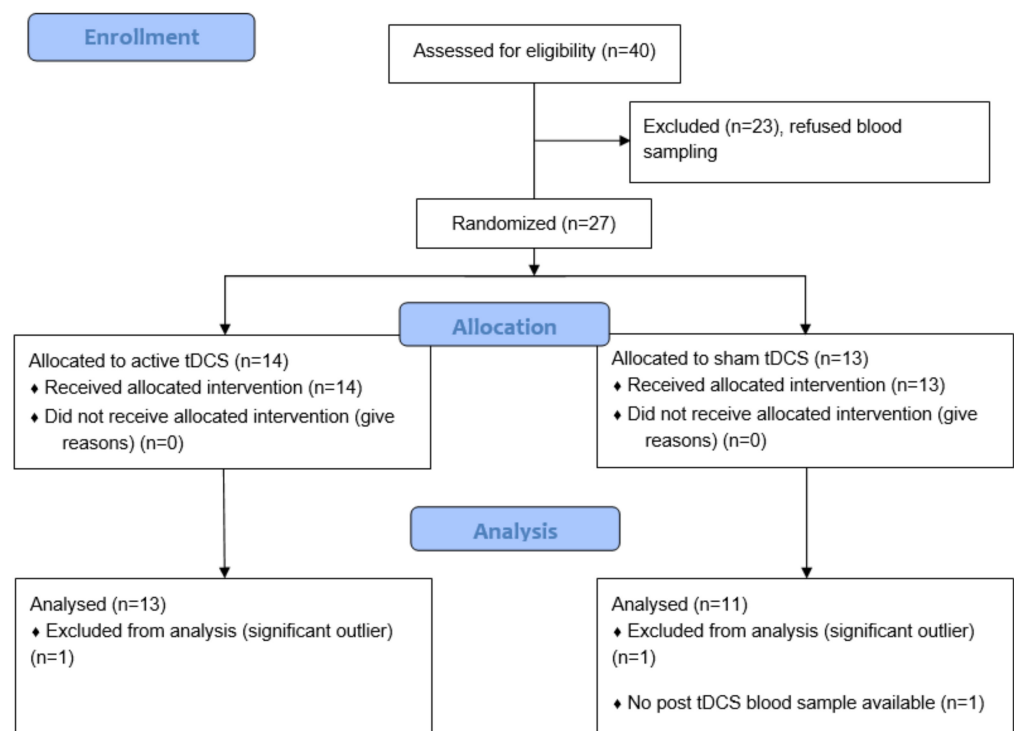 Enrollment
Assessed for eligibility (n=40)
Excluded (n=23), refused blood
sampling
Randomized (n=27)
Allocation
Allocated to active tDCS (n=14)
♦ Received allocated intervention (n=14)
♦ Did not receive allocated intervention (give
reasons) (n=0)
Allocated to sham tDCS (n=13)
♦ Received allocated intervention (n=13)
♦ Did not receive allocated intervention (give
reasons) (n=0)
Analysis
Analysed (n=13)
♦ Excluded from analysis (significant outlier)
(n=1)
Analysed (n=11)
♦ Excluded from analysis (significant outlier)
(n=1)
♦ No post tDCS blood sample available (n=1)